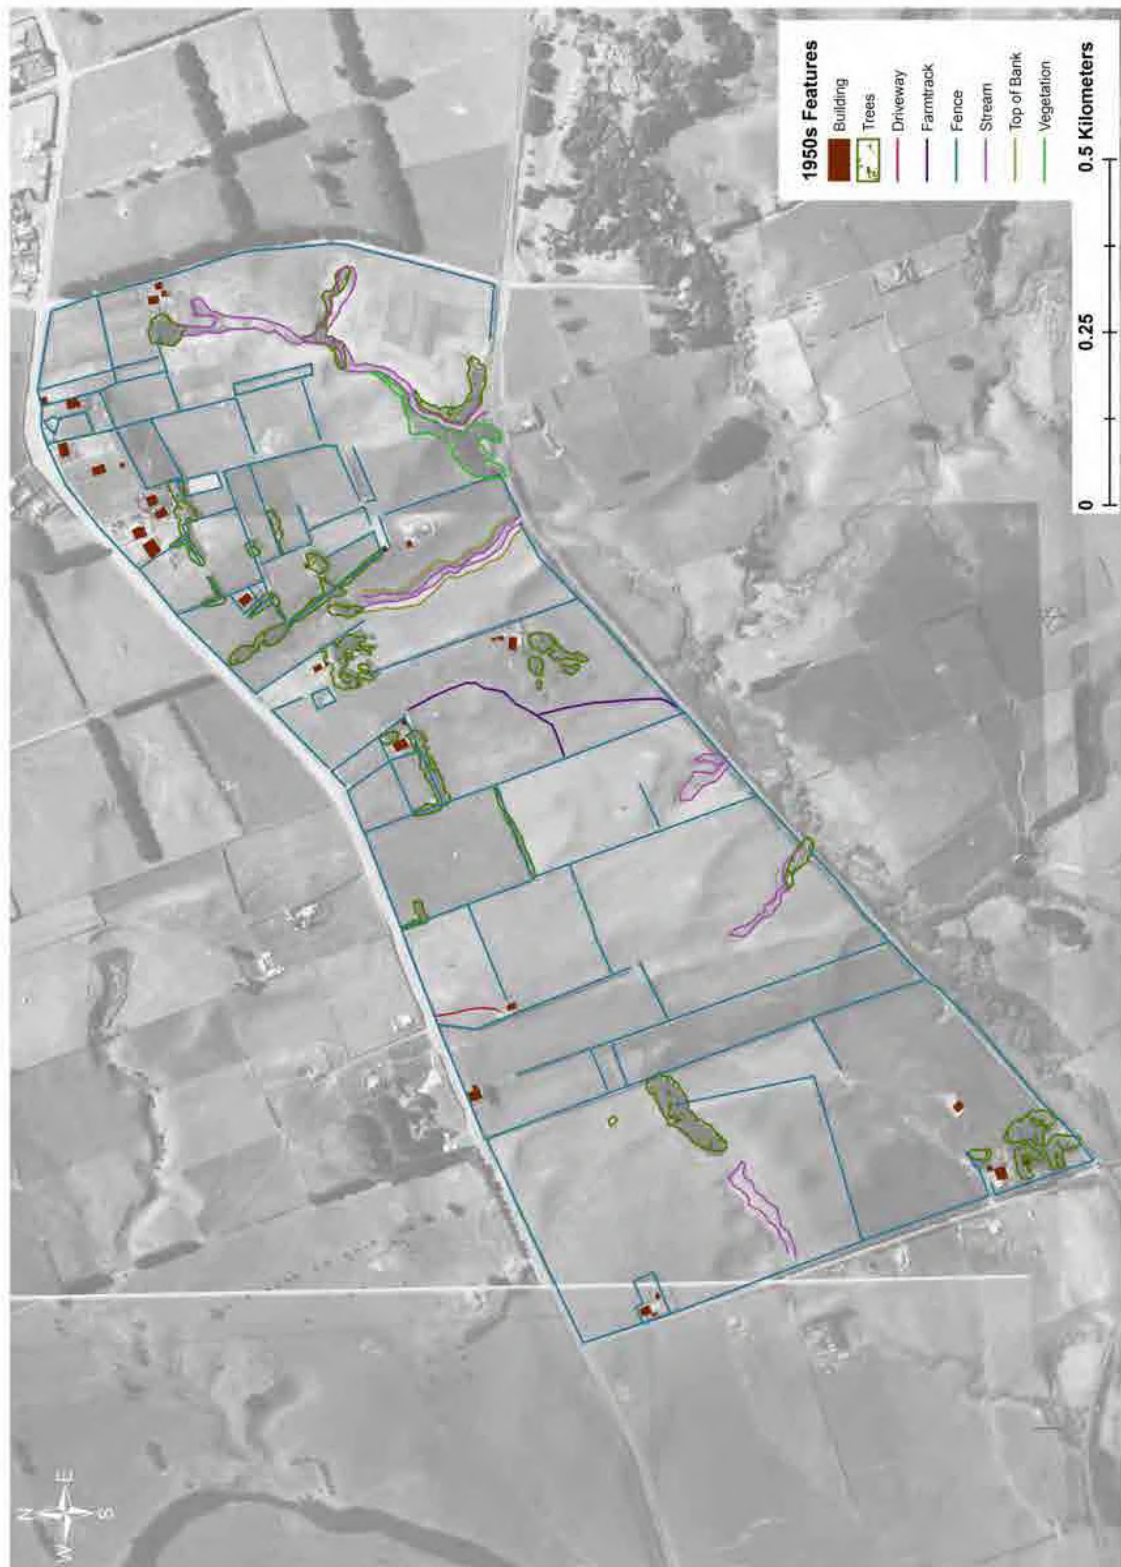 1950s Features
Building
Trees
Driveway
Farmtrack
Fence
Stream
Top of Bank
Vegetation
0 0.25 0.5 Kilometers
N
W E
S